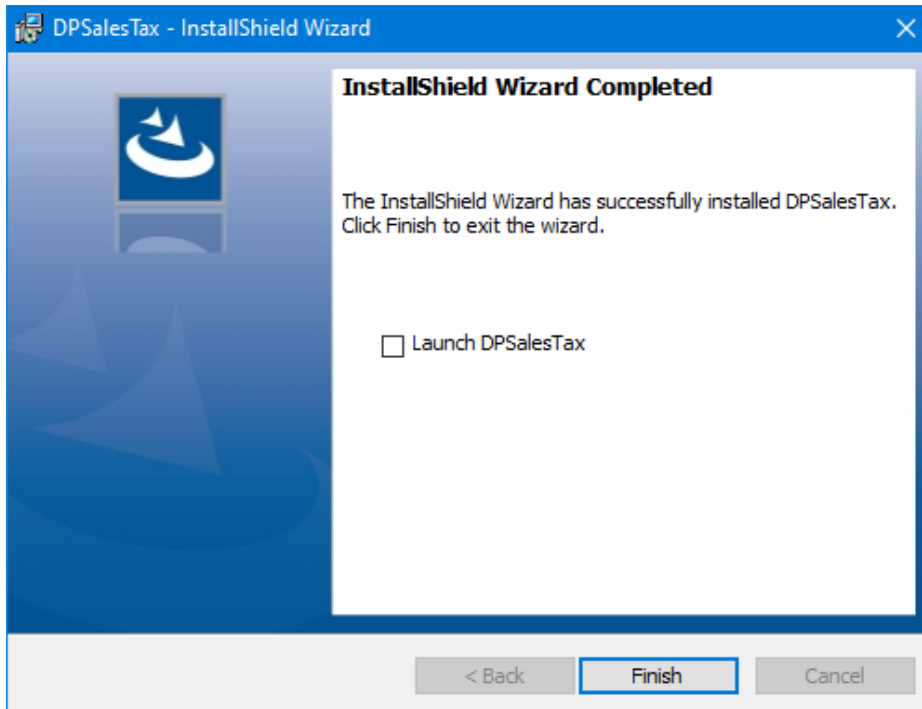 DPSalesTax - InstallShield Wizard
InstallShield Wizard Completed
The InstallShield Wizard has successfully installed DPSalesTax.
Click Finish to exit the wizard.
Launch DPSalesTax
< Back
Finish
Cancel